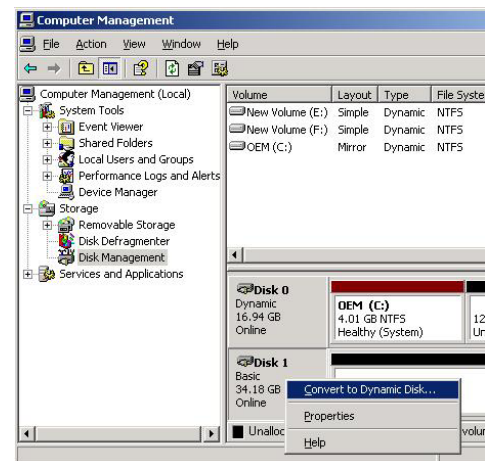 Computer Management
File Action View Window Help
Computer Management (Local)
System Tools
Event Viewer
Shared Folders
Local Users and Groups
Performance Logs and Alerts
Device Manager
Storage
Removable Storage
Disk Defragmenter
Disk Management
Services and Applications
Volume Layout Type File Syste
New Volume (E:) Simple Dynamic NTFS
New Volume (F:) Simple Dynamic NTFS
OEM (C:) Mirror Dynamic NTFS
Disk 0
Dynamic
16.94 GB
Online
OEM (C:)
4.01 GB NTFS
Healthy (System)
12
Un
Disk 1
Basic
34.18 GB
Online
Convert to Dynamic Disk...
Properties
Help
Unalloc
volum